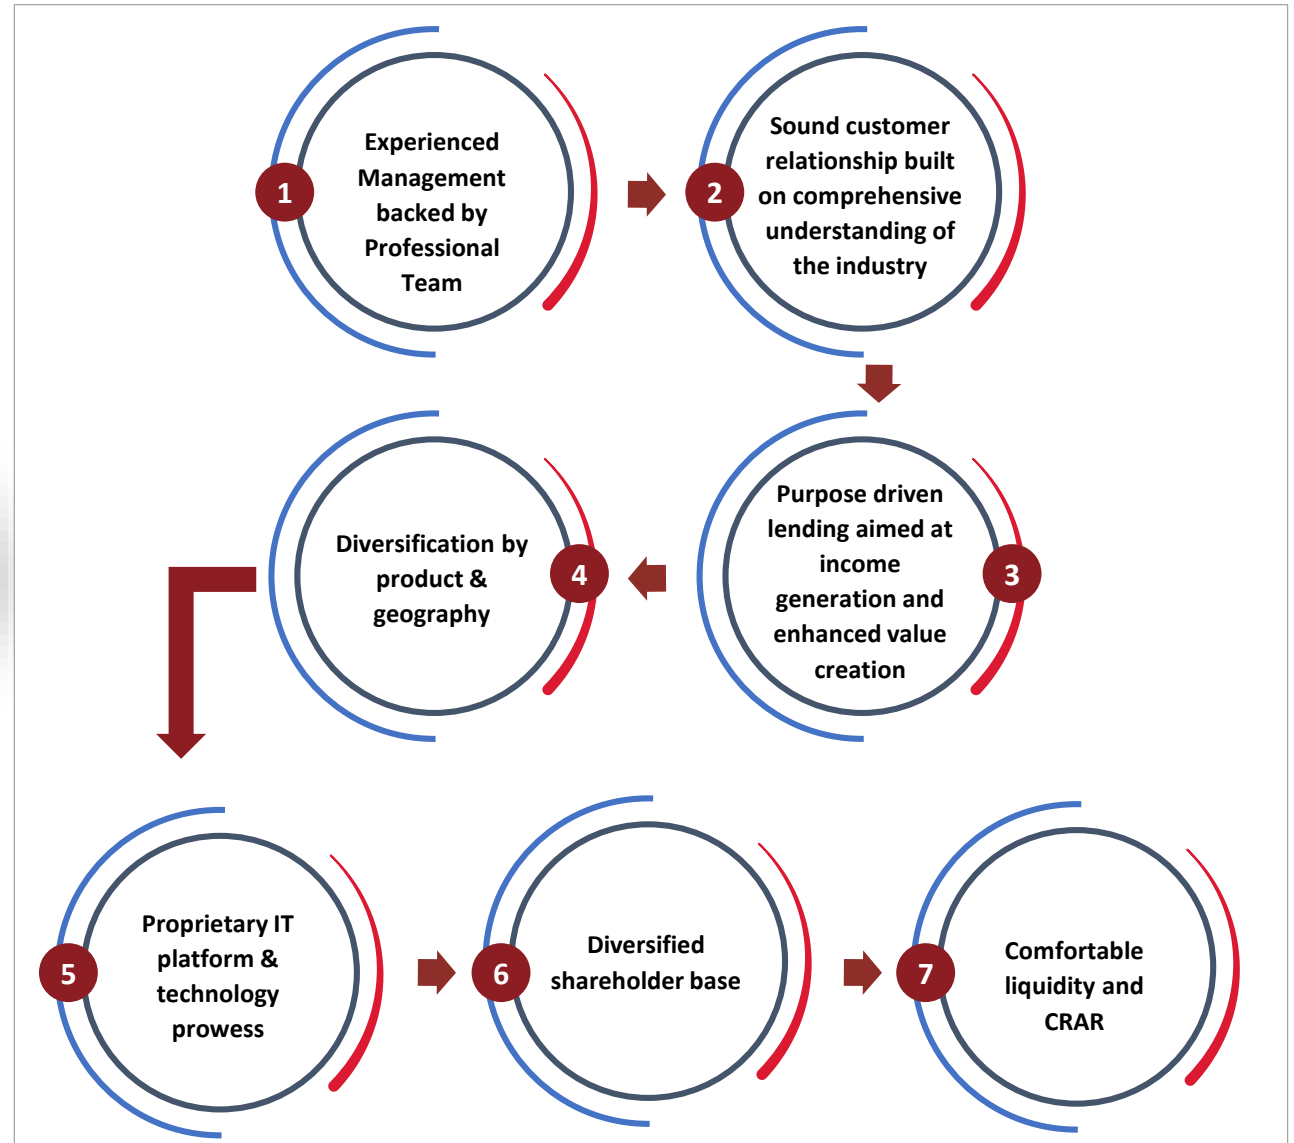 1
Experienced
Management
backed by
Professional
Team
2
Sound customer
relationship built
on comprehensive
understanding of
the industry
3
Purpose driven
lending aimed at
income
generation and
enhanced value
creation
4
Diversification by
product &
geography
5
Proprietary IT
platform &
technology
prowess
6
Diversified
shareholder base
7
Comfortable
liquidity and
CRAR